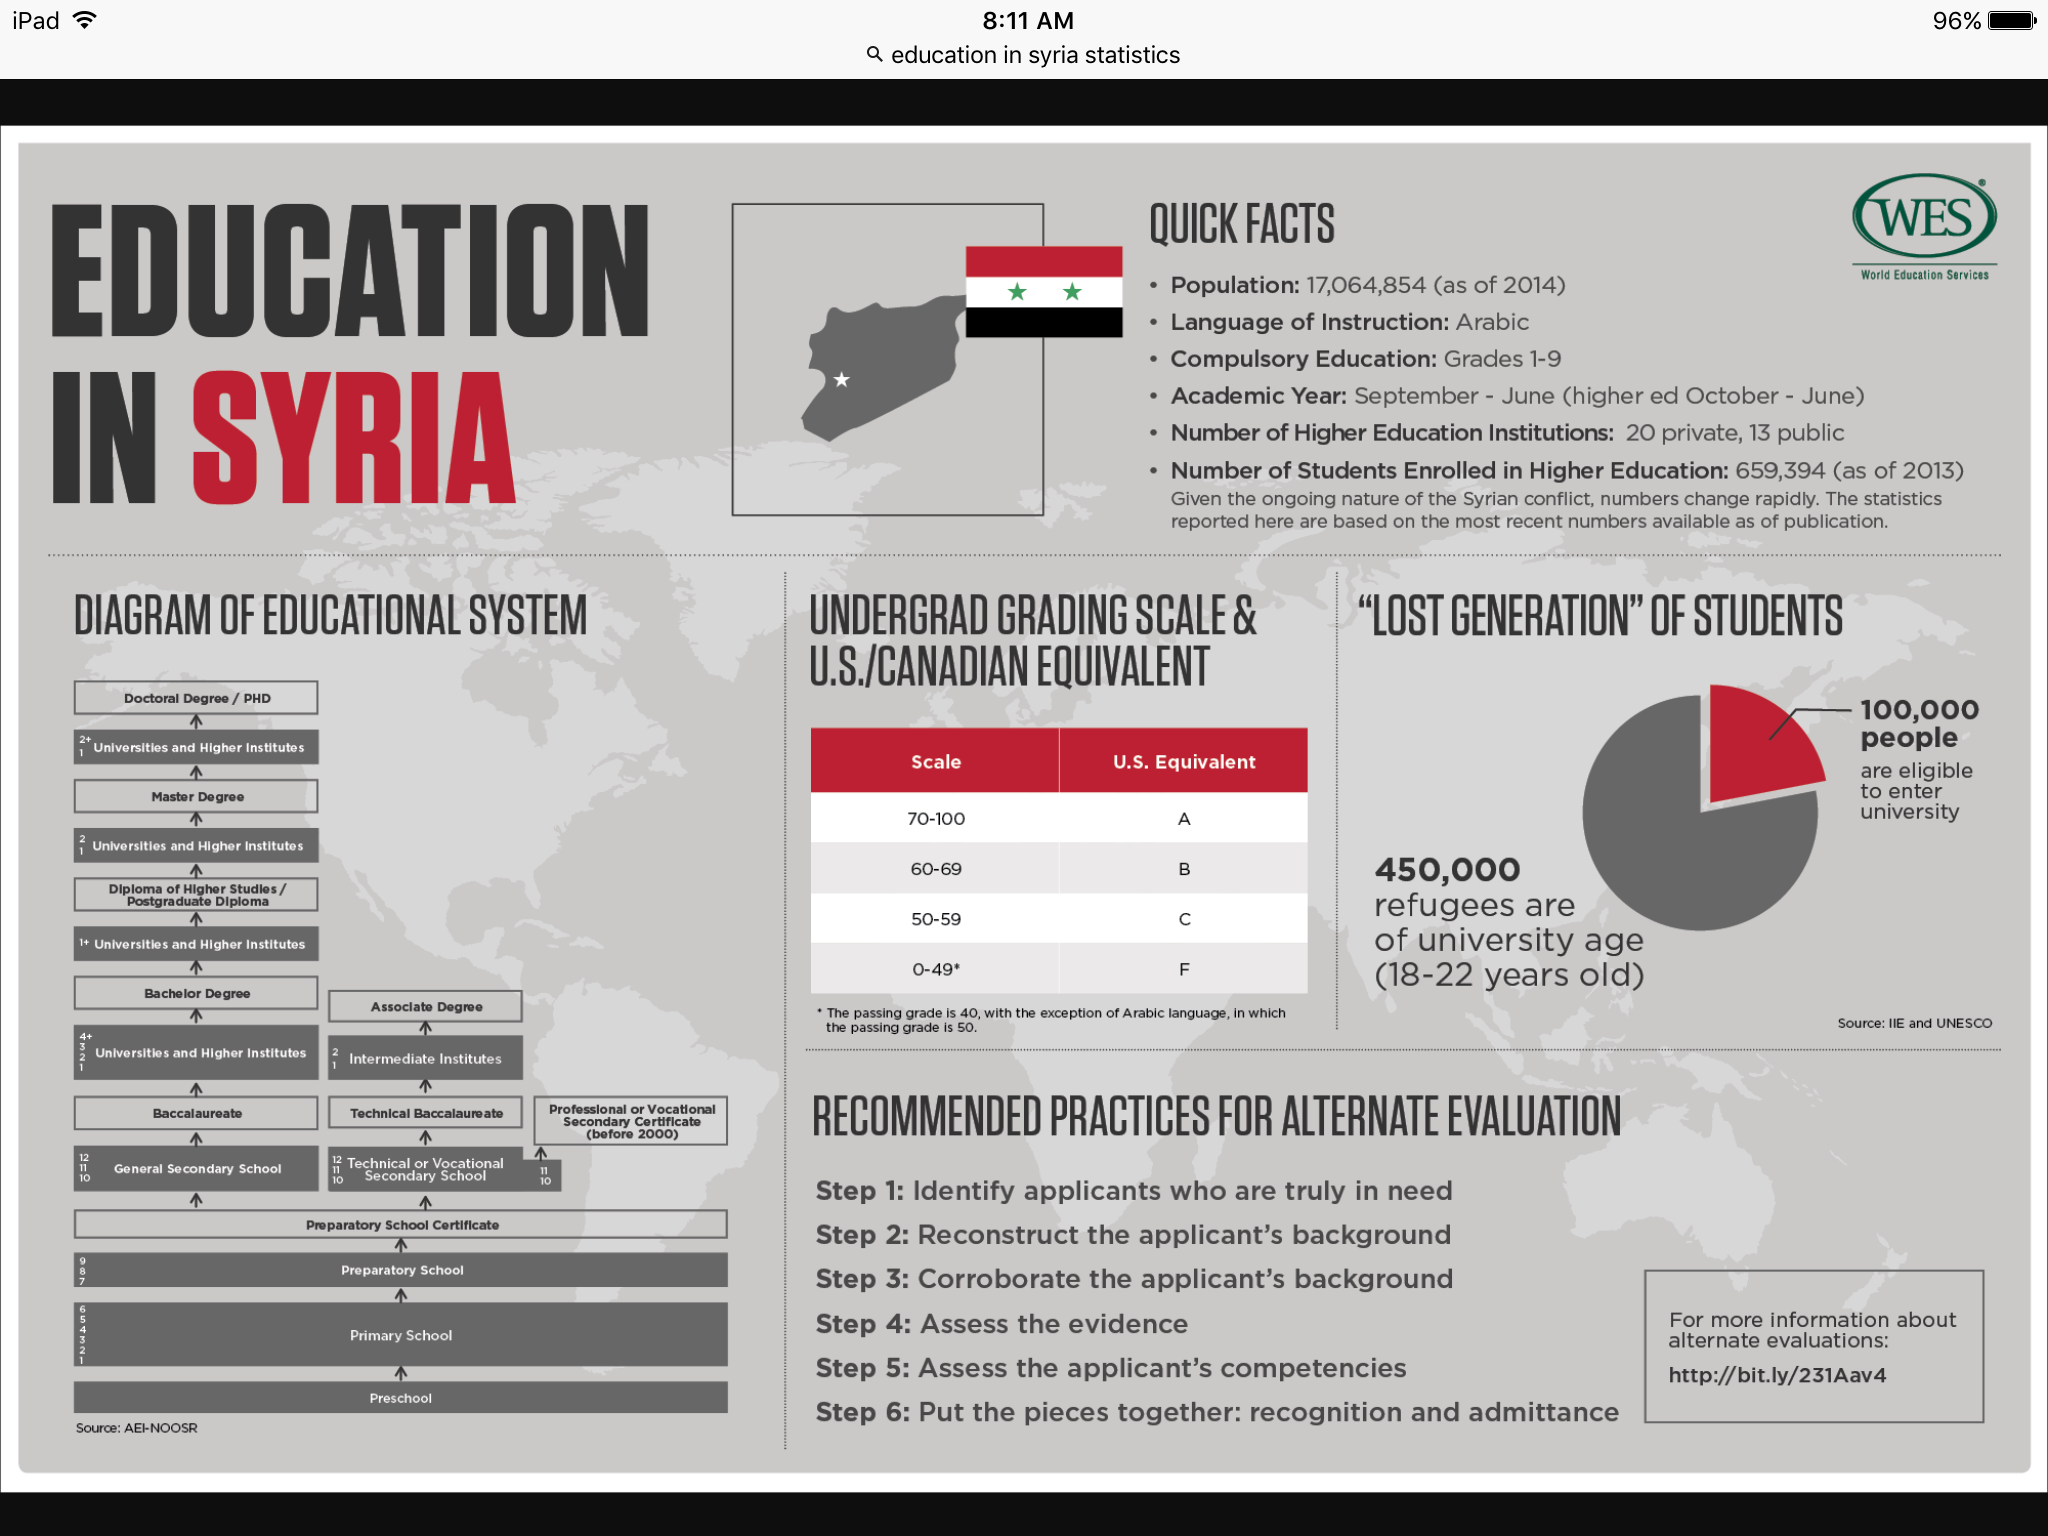 iPad
8:11 AM
96%
education in syria statistics
EDUCATION
IN SYRIA
QUICK FACTS
• Population: 17,064,854 (as of 2014)
• Language of Instruction: Arabic
• Compulsory Education: Grades 1-9
• Academic Year: September - June (higher ed October - June)
• Number of Higher Education Institutions: 20 private, 13 public
• Number of Students Enrolled in Higher Education: 659,394 (as of 2013)
Given the ongoing nature of the Syrian conflict, numbers change rapidly. The statistics
reported here are based on the most recent numbers available as of publication.
WES®
World Education Services
DIAGRAM OF EDUCATIONAL SYSTEM
Doctoral Degree / PHD
2+
1
Universities and Higher Institutes
Master Degree
2
1
Universities and Higher Institutes
Diploma of Higher Studies /
Postgraduate Diploma
1+ Universities and Higher Institutes
Bachelor Degree
4+
3
2
1
Universities and Higher Institutes
Baccalaureate
12
11
10
General Secondary School
Associate Degree
2
1
Intermediate Institutes
Technical Baccalaureate
12
11
10
Technical or Vocational
Secondary School
Professional or Vocational
Secondary Certificate
(before 2000)
11
10
Preparatory School Certificate
9
8
7
Preparatory School
6
5
4
3
2
1
Primary School
Preschool
Source: AEI-NOOSR
UNDERGRAD GRADING SCALE &
U.S./CANADIAN EQUIVALENT
Scale U.S. Equivalent
70-100 A
60-69 B
50-59 C
0-49* F
* The passing grade is 40, with the exception of Arabic language, in which
the passing grade is 50.
“LOST GENERATION” OF STUDENTS
100,000
people
are eligible
to enter
university
450,000
refugees are
of university age
(18-22 years old)
Source: IIE and UNESCO
RECOMMENDED PRACTICES FOR ALTERNATE EVALUATION
Step 1: Identify applicants who are truly in need
Step 2: Reconstruct the applicant’s background
Step 3: Corroborate the applicant’s background
Step 4: Assess the evidence
Step 5: Assess the applicant’s competencies
Step 6: Put the pieces together: recognition and admittance
For more information about
alternate evaluations:
http://bit.ly/231Aav4